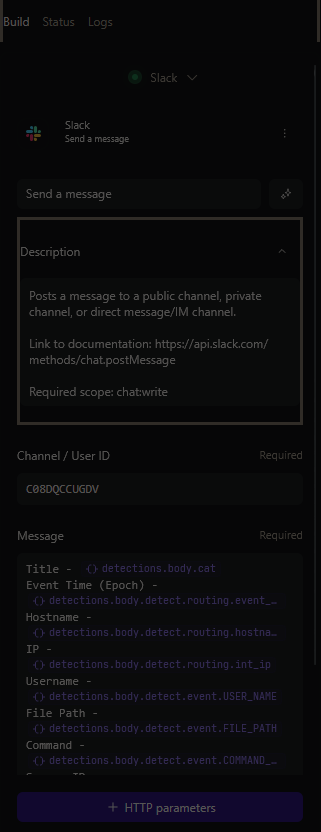 Build Status Logs
Slack
Slack
Send a message
Send a message
Description
Posts a message to a public channel, private
channel, or direct message/IM channel.
Link to documentation: https://api.slack.com/
methods/chat.postMessage
Required scope: chat:write
Channel / User ID Required
C08DQCCUGDV
Message Required
Title - {} detections.body.cat
Event Time (Epoch) -
{} detections.body.detect.routing.event_…
Hostname -
{} detections.body.detect.routing.hostna…
IP -
{} detections.body.detect.routing.int_ip
Username -
{} detections.body.detect.event.USER_NAME
File Path -
{} detections.body.detect.event.FILE_PATH
Command -
{} detections.body.detect.event.COMMAND_…
+ HTTP parameters